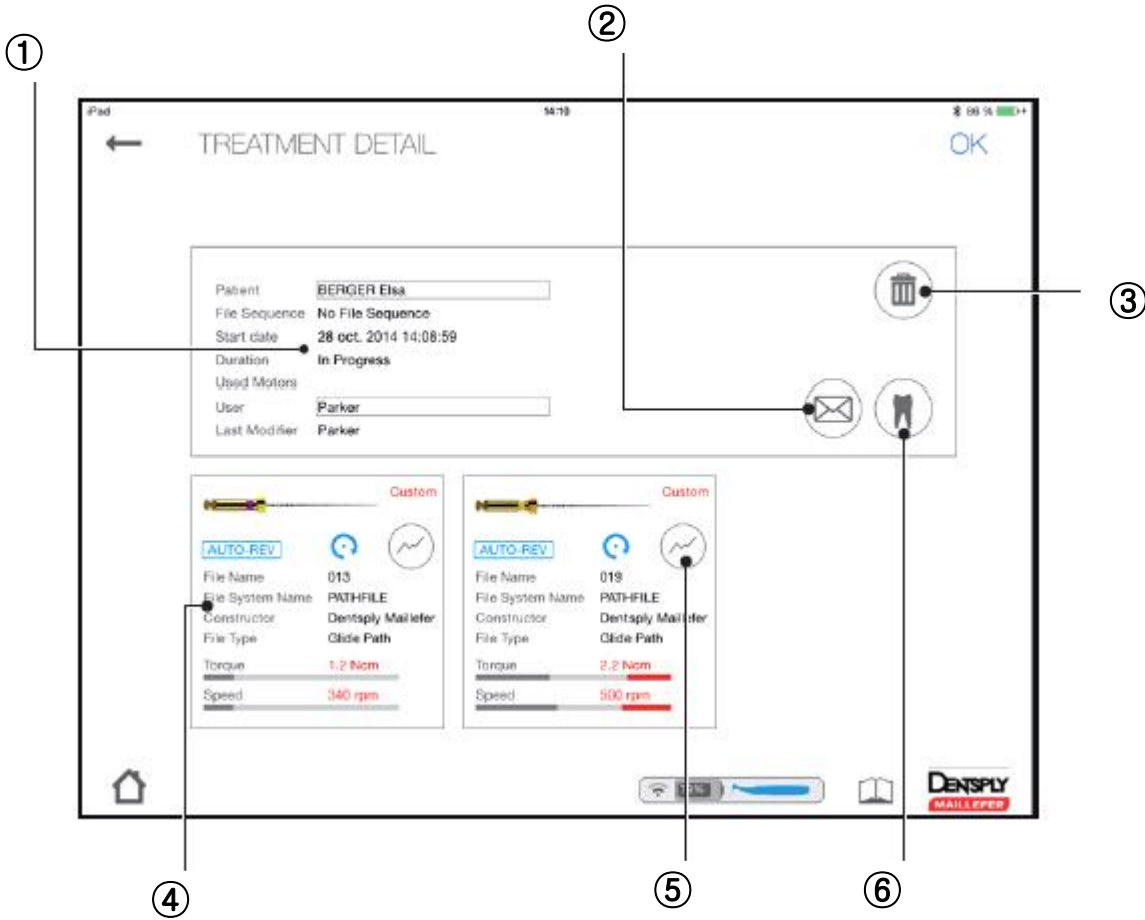 ②
①
iPad 14:10 86 %
TREATMENT DETAIL OK
Patient BERGER Elsa
File Sequence No File Sequence
③
Start date 28 oct. 2014 14:08:59
Duration In Progress
Used Motors
User Parker
Last Modifier Parker
Custom Custom
AUTO-REV AUTO-REV
File Name 013 File Name 019
File System Name PATHFILE File System Name PATHFILE
Constructor Dentsply Maillefer Constructor Dentsply Maillefer
File Type Glide Path File Type Glide Path
Torque 1.2 Ncm Torque 2.2 Ncm
Speed 340 rpm Speed 500 rpm
DENTSPLY
MAILLEFER
④ ⑤ ⑥